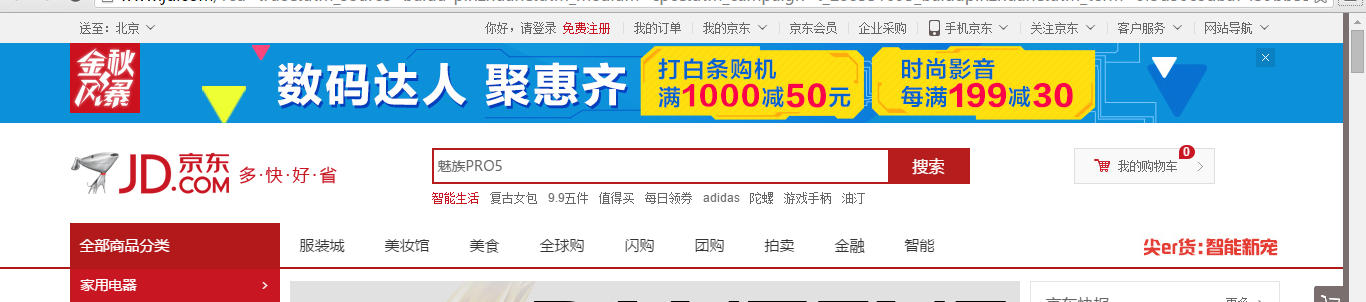 送至：北京
你好，请登录 免费注册 我的订单 我的京东 京东会员 企业采购 手机京东 关注京东 客户服务 网站导航
金秋风暴
数码达人 聚惠齐
打白条购机
满1000减50元
时尚影音
每满199减30
JD.COM 京东
多·快·好·省
魅族PRO5
搜索
0
我的购物车
智能生活 复古女包 9.9五件 值得买 每日领券 adidas 陀螺 游戏手柄 油汀
全部商品分类 服装城 美妆馆 美食 全球购 闪购 团购 拍卖 金融 智能
尖er货：智能新宠
家用电器
京东快报 更多